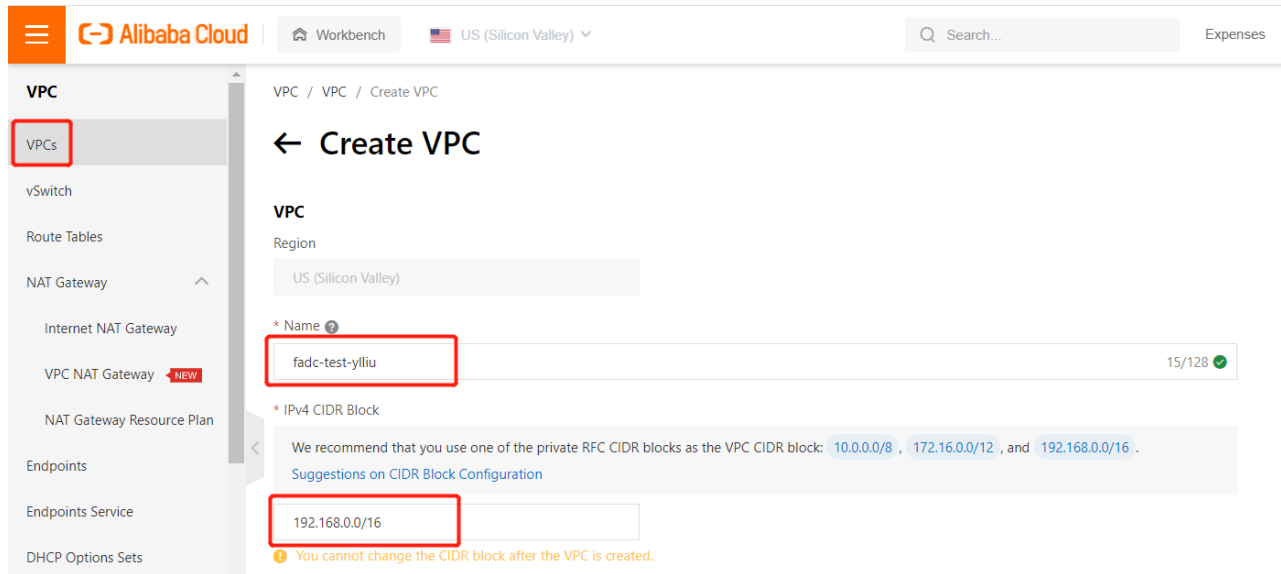 Alibaba Cloud
Workbench
US (Silicon Valley)
Search...
Expenses
VPC
VPCs
vSwitch
Route Tables
NAT Gateway
Internet NAT Gateway
VPC NAT Gateway NEW
NAT Gateway Resource Plan
Endpoints
Endpoints Service
DHCP Options Sets
VPC / VPC / Create VPC
← Create VPC
VPC
Region
US (Silicon Valley)
* Name ?
fadc-test-ylliu
15/128
* IPv4 CIDR Block
We recommend that you use one of the private RFC CIDR blocks as the VPC CIDR block: 10.0.0.0/8 , 172.16.0.0/12 , and 192.168.0.0/16 .
Suggestions on CIDR Block Configuration
192.168.0.0/16
You cannot change the CIDR block after the VPC is created.